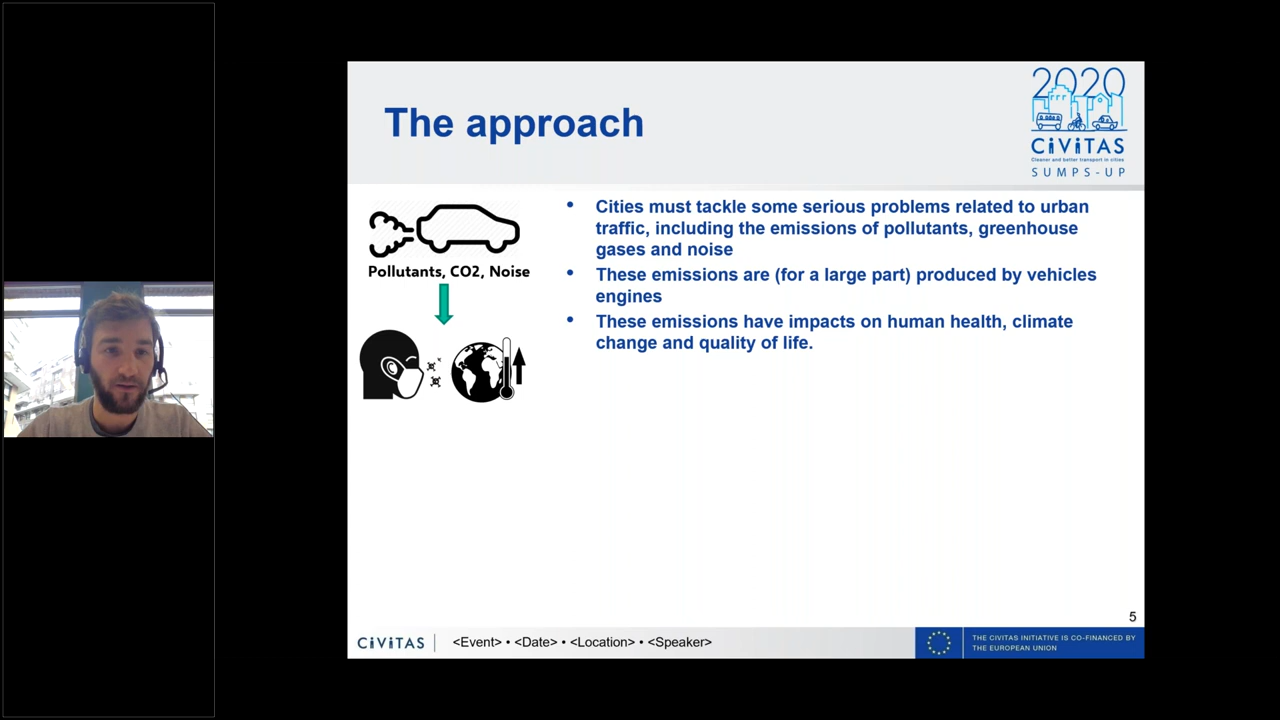 The approach
2020
CiViTAS
Cleaner and better transport in cities
SUMPS-UP
Pollutants, CO2, Noise
• Cities must tackle some serious problems related to urban
traffic, including the emissions of pollutants, greenhouse
gases and noise
• These emissions are (for a large part) produced by vehicles
engines
• These emissions have impacts on human health, climate
change and quality of life.
5
CiViTAS
<Event> • <Date> • <Location> • <Speaker>
THE CIVITAS INITIATIVE IS CO-FINANCED BY
THE EUROPEAN UNION